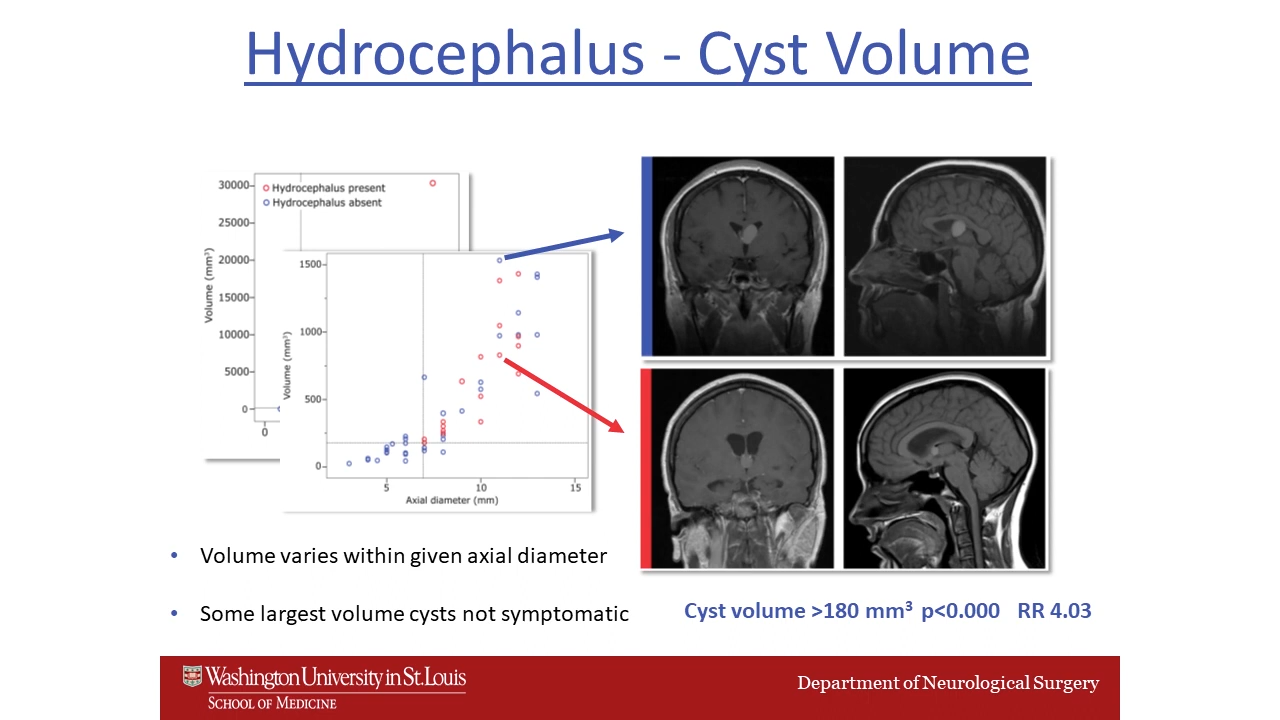 Hydrocephalus - Cyst Volume
30000
25000
20000
15000
10000
5000
0
0
Volume (mm³)
Hydrocephalus present
Hydrocephalus absent
1500
1000
500
0
5 10 15
Volume (mm³)
Axial diameter (mm)
• Volume varies within given axial diameter
• Some largest volume cysts not symptomatic
Cyst volume >180 mm³ p<0.000 RR 4.03
Washington University in St. Louis
SCHOOL OF MEDICINE
Department of Neurological Surgery